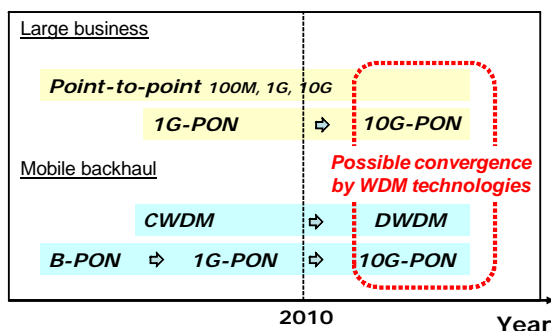 Large business
Point-to-point 100M, 1G, 10G
1G-PON ⇨ 10G-PON
Possible convergence
by WDM technologies
Mobile backhaul
CWDM ⇨ DWDM
B-PON ⇨ 1G-PON ⇨ 10G-PON
2010
Year